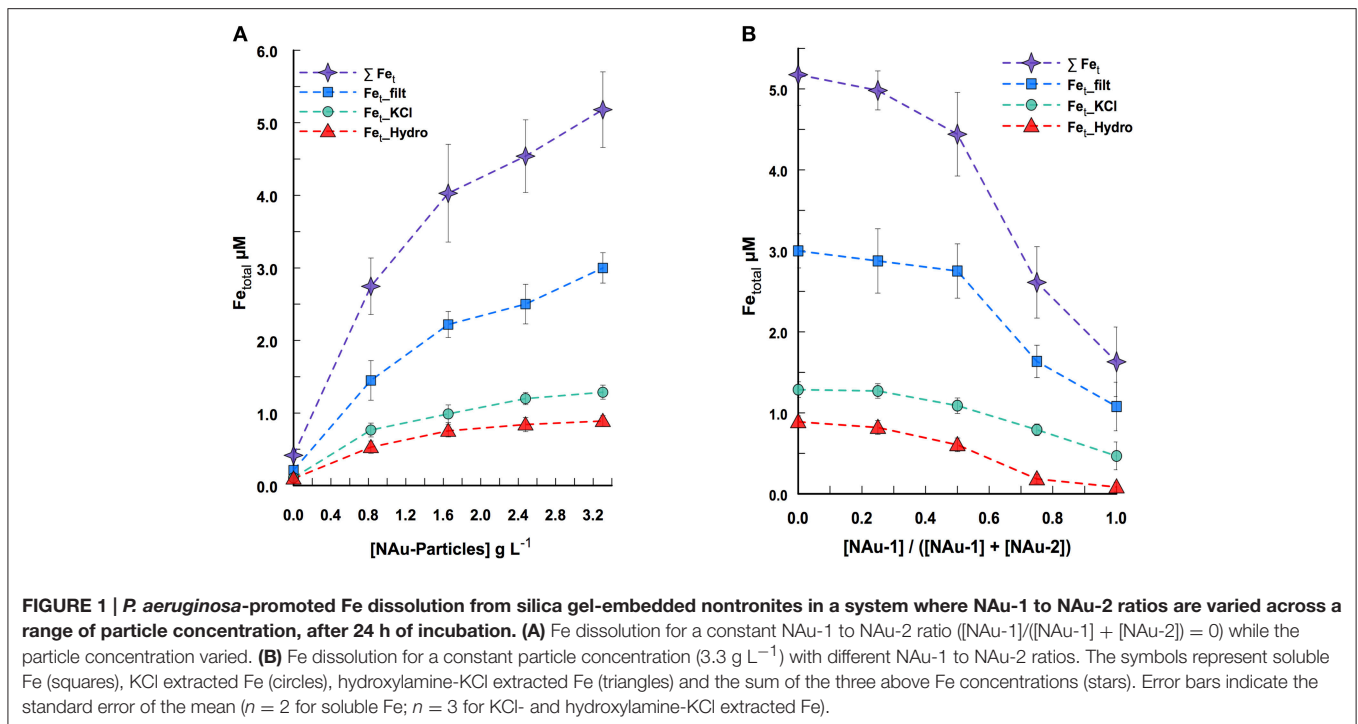 A
6.0
5.0
4.0
3.0
2.0
1.0
0.0
Fe_total μM
∑ Fe_t
Fe_t_filt
Fe_t_KCl
Fe_t_Hydro
0.0 0.4 0.8 1.2 1.6 2.0 2.4 2.8 3.2
[NAu-Particles] g L^-1
B
5.0
4.0
3.0
2.0
1.0
0.0
Fe_total μM
∑ Fe_t
Fe_t_filt
Fe_t_KCl
Fe_t_Hydro
0.0 0.2 0.4 0.6 0.8 1.0
[NAu-1] / ([NAu-1] + [NAu-2])
FIGURE 1 | P. aeruginosa-promoted Fe dissolution from silica gel-embedded nontronites in a system where NAu-1 to NAu-2 ratios are varied across a
range of particle concentration, after 24 h of incubation. (A) Fe dissolution for a constant NAu-1 to NAu-2 ratio ([NAu-1]/([NAu-1] + [NAu-2]) = 0) while the
particle concentration varied. (B) Fe dissolution for a constant particle concentration (3.3 g L−1) with different NAu-1 to NAu-2 ratios. The symbols represent soluble
Fe (squares), KCl extracted Fe (circles), hydroxylamine-KCl extracted Fe (triangles) and the sum of the three above Fe concentrations (stars). Error bars indicate the
standard error of the mean (n = 2 for soluble Fe; n = 3 for KCl- and hydroxylamine-KCl extracted Fe).